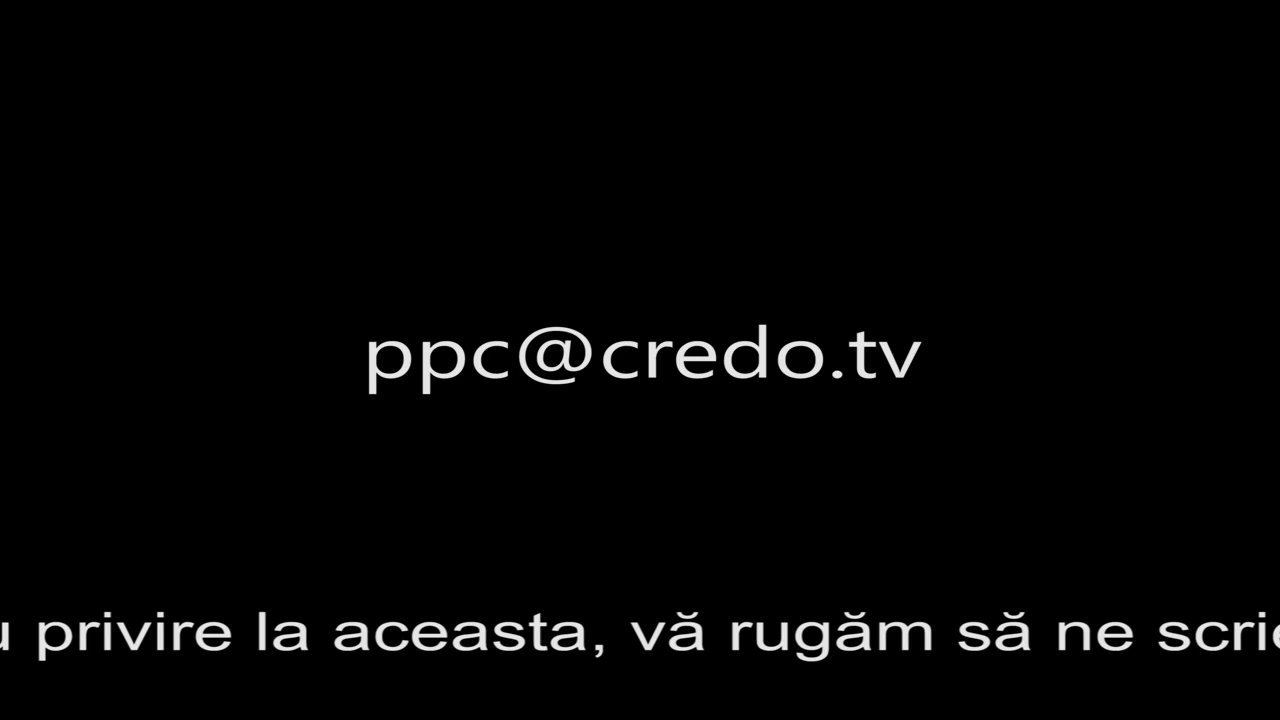 ppc@credo.tv
privire la aceasta, vă rugăm să ne